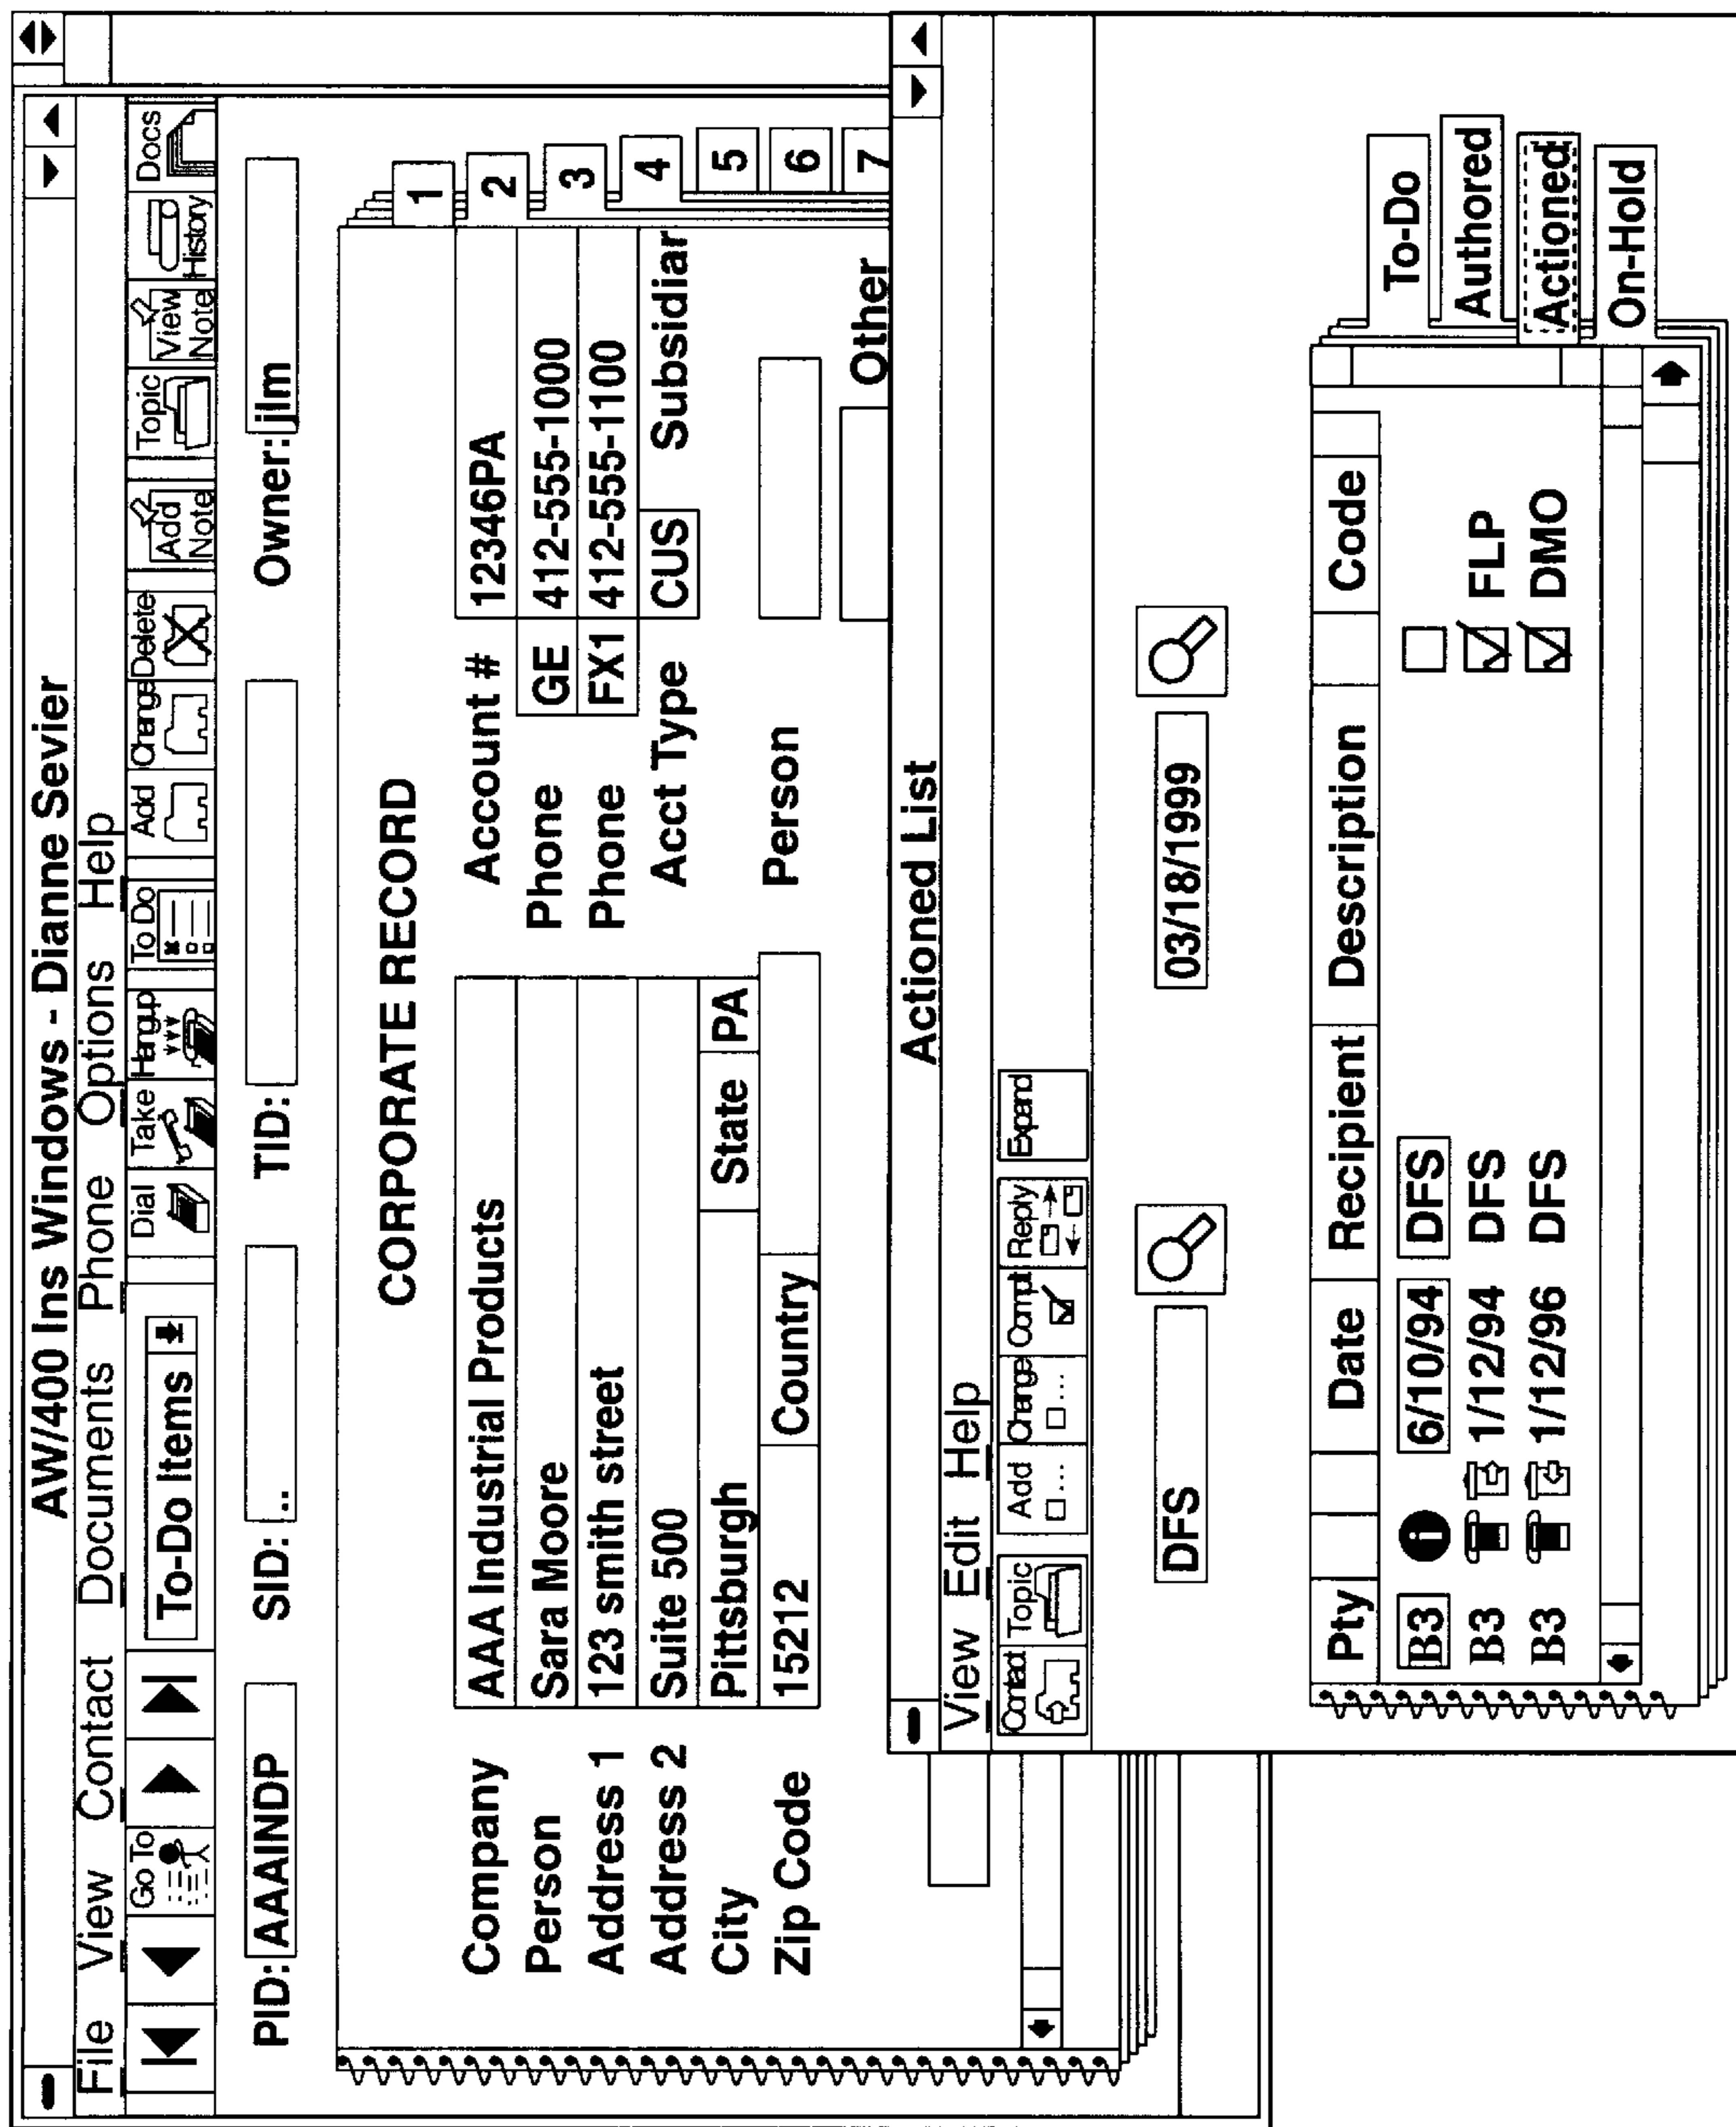 AW/400 Ins Windows - Dianne Sevier
File View Contact Documents Phone Options Help
Go To To-Do Items Dial Take Hangup To Do Add Change Delete Add Note Topic View Note History Docs
PID: AAAINDP SID: .. TID: Owner: jlm
CORPORATE RECORD
Company AAA Industrial Products Account # 12346PA
Person Sara Moore Phone GE 412-555-1000
Address 1 123 smith street Phone FX1 412-555-1100
Address 2 Suite 500 Acct Type CUS Subsidiar
City Pittsburgh State PA
Zip Code 15212 Country Person
Other
1
2
3
4
5
6
7
Actioned List
View Edit Help
Contact Topic Add Change Compl Reply Expand
DFS 03/18/1999
Pty Date Recipient Description Code
B3 6/10/94 DFS
B3 1/12/94 DFS FLP
B3 1/12/96 DFS DMO
To-Do
Authored
Actioned
On-Hold